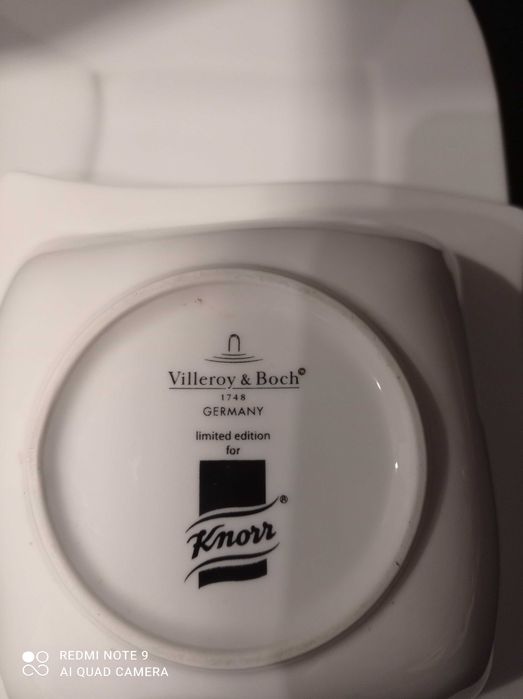 Villeroy & Boch
1748
GERMANY
limited edition
for
Knorr®
REDMI NOTE 9
AI QUAD CAMERA